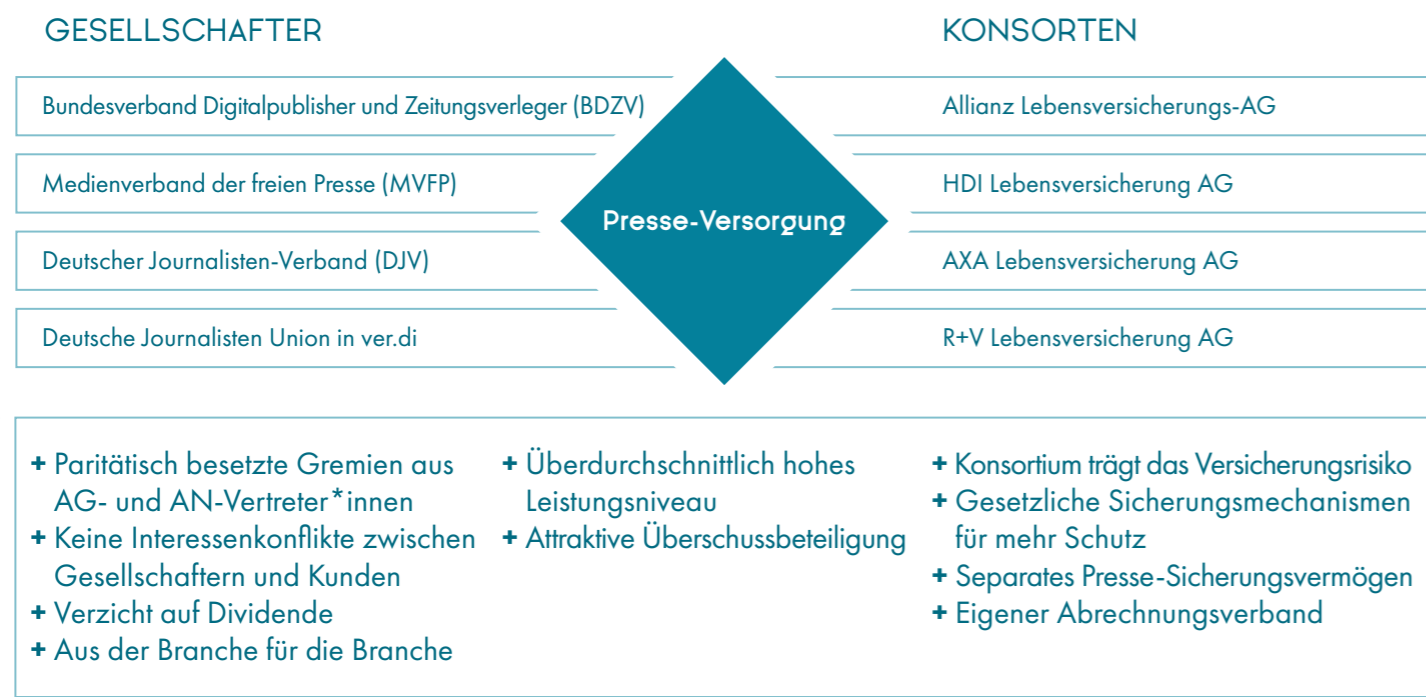 GESELLSCHAFTER
Bundesverband Digitalpublisher und Zeitungsverleger (BDZV)
Medienverband der freien Presse (MVFP)
Deutscher Journalisten-Verband (DJV)
Deutsche Journalisten Union in ver.di
Presse-Versorgung
KONSORTEN
Allianz Lebensversicherungs-AG
HDI Lebensversicherung AG
AXA Lebensversicherung AG
R+V Lebensversicherung AG
+ Paritätisch besetzte Gremien aus
AG- und AN-Vertreter*innen
+ Keine Interessenkonflikte zwischen
Gesellschaftern und Kunden
+ Verzicht auf Dividende
+ Aus der Branche für die Branche
+ Überdurchschnittlich hohes
Leistungsniveau
+ Attraktive Überschussbeteiligung
+ Konsortium trägt das Versicherungsrisiko
+ Gesetzliche Sicherungsmechanismen
für mehr Schutz
+ Separates Presse-Sicherungsvermögen
+ Eigener Abrechnungsverband